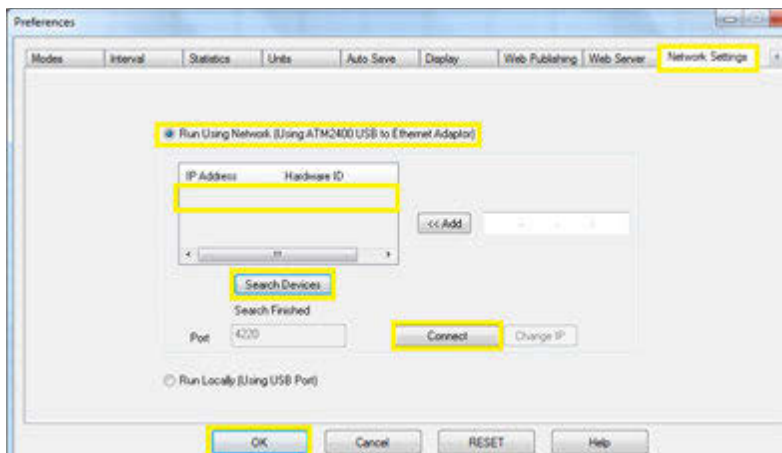 Preferences
Modes Interval Statistics Units Auto Save Display Web Publishing Web Server Network Settings
Run Using Network (Using ATM2400 USB to Ethernet Adaptor)
IP Address Hardware ID
<< Add
Search Devices
Search Finished
Port 4220 Connect Change IP
Run Locally (Using USB Port)
OK Cancel RESET Help